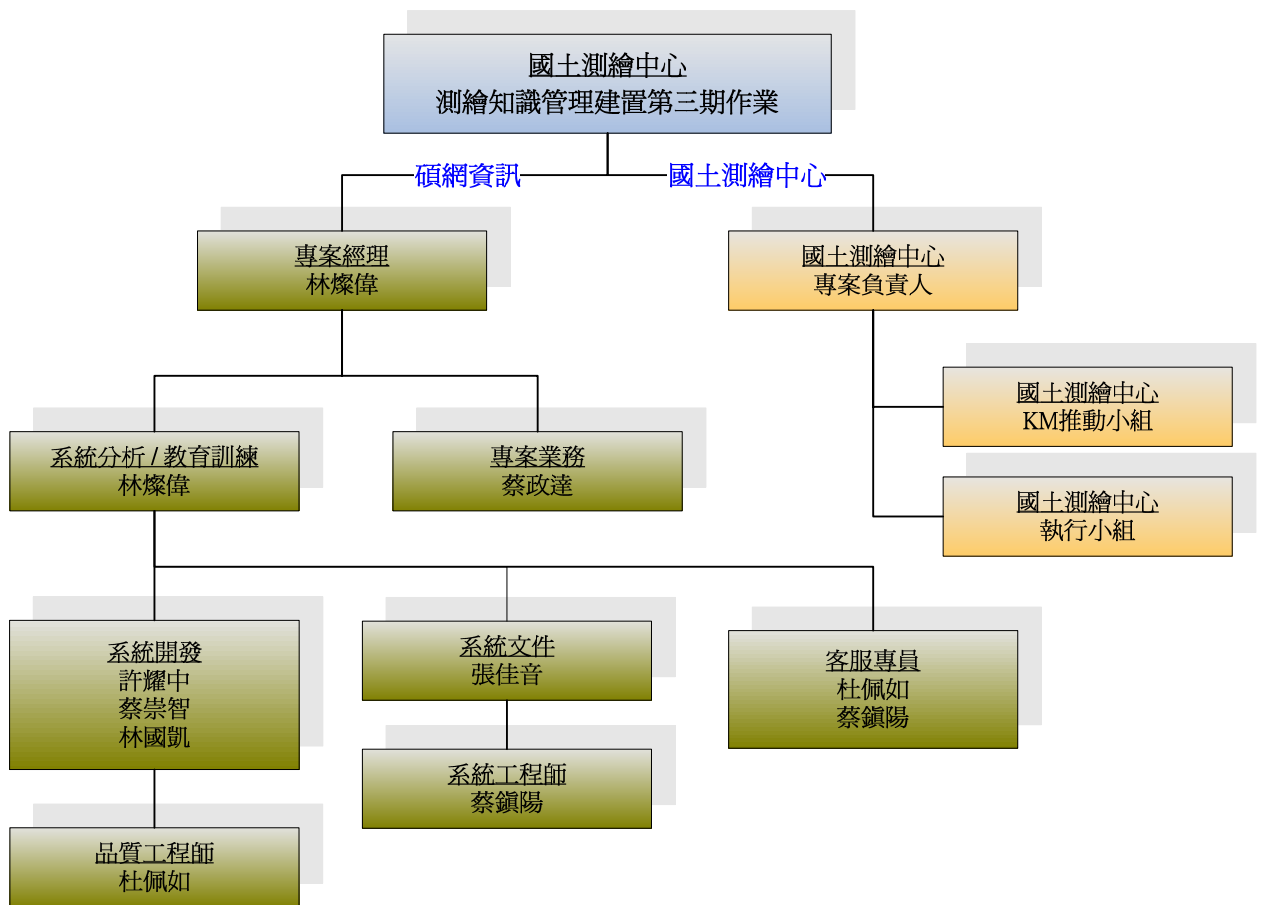 國土測繪中心
測繪知識管理建置第三期作業
碩網資訊
國土測繪中心
專案經理
林燦偉
國土測繪中心
專案負責人
國土測繪中心
KM推動小組
系統分析 / 教育訓練
林燦偉
專案業務
蔡政達
國土測繪中心
執行小組
系統開發
許耀中
蔡崇智
林國凱
系統文件
張佳音
客服專員
杜佩如
蔡鎭陽
系統工程師
蔡鎭陽
品質工程師
杜佩如